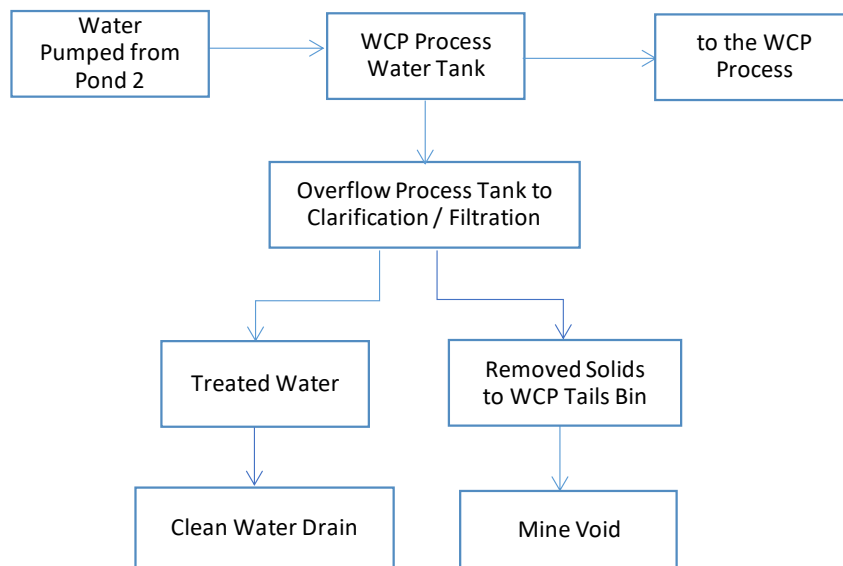 Water
Pumped from
Pond 2
WCP Process
Water Tank
to the WCP
Process
Overflow Process Tank to
Clarification / Filtration
Treated Water
Removed Solids
to WCP Tails Bin
Clean Water Drain
Mine Void